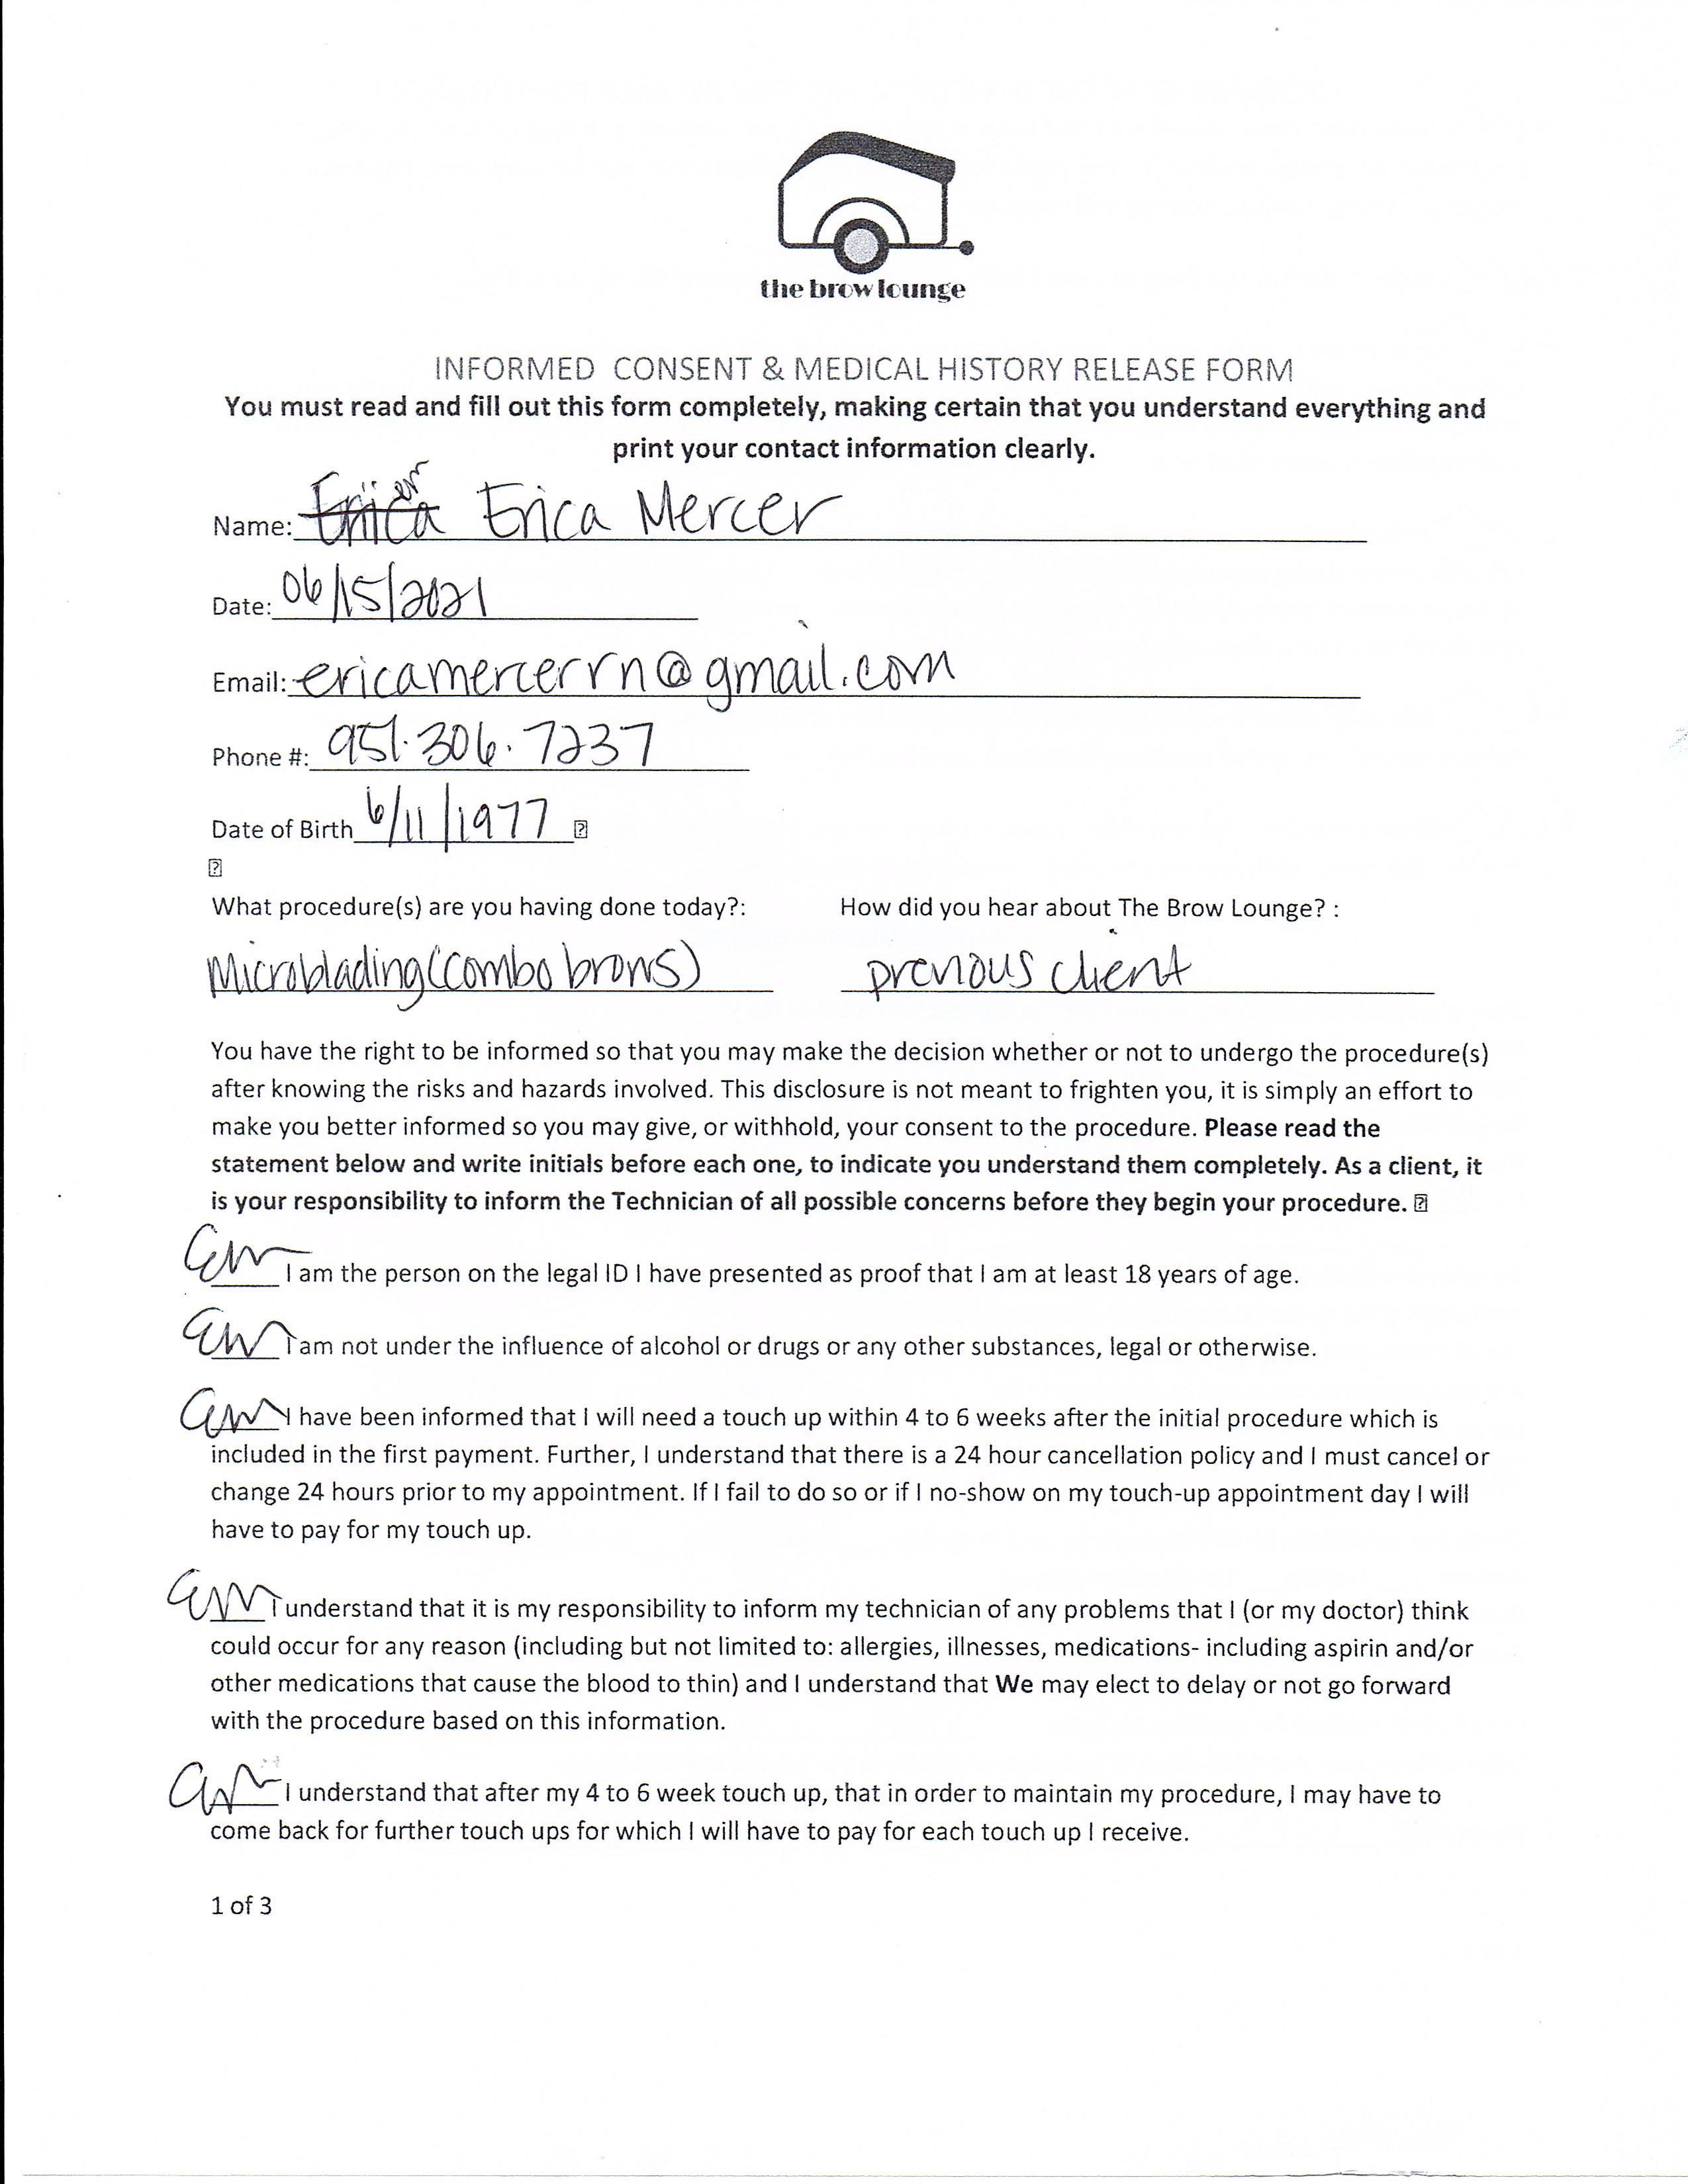 the brow lounge
INFORMED CONSENT & MEDICAL HISTORY RELEASE FORM
You must read and fill out this form completely, making certain that you understand everything and
print your contact information clearly.
Name: Erica Erica Mercer
Date: 06/15/2021
Email: ericamercerrn@gmail.com
Phone #: 951.306.7237
Date of Birth 6/11/1977
What procedure(s) are you having done today?: How did you hear about The Brow Lounge? :
Microblading (combo brows) previous client
You have the right to be informed so that you may make the decision whether or not to undergo the procedure(s)
after knowing the risks and hazards involved. This disclosure is not meant to frighten you, it is simply an effort to
make you better informed so you may give, or withhold, your consent to the procedure. Please read the
statement below and write initials before each one, to indicate you understand them completely. As a client, it
is your responsibility to inform the Technician of all possible concerns before they begin your procedure.
EM I am the person on the legal ID I have presented as proof that I am at least 18 years of age.
EM I am not under the influence of alcohol or drugs or any other substances, legal or otherwise.
EM I have been informed that I will need a touch up within 4 to 6 weeks after the initial procedure which is
included in the first payment. Further, I understand that there is a 24 hour cancellation policy and I must cancel or
change 24 hours prior to my appointment. If I fail to do so or if I no-show on my touch-up appointment day I will
have to pay for my touch up.
EM I understand that it is my responsibility to inform my technician of any problems that I (or my doctor) think
could occur for any reason (including but not limited to: allergies, illnesses, medications- including aspirin and/or
other medications that cause the blood to thin) and I understand that We may elect to delay or not go forward
with the procedure based on this information.
EM I understand that after my 4 to 6 week touch up, that in order to maintain my procedure, I may have to
come back for further touch ups for which I will have to pay for each touch up I receive.
1 of 3